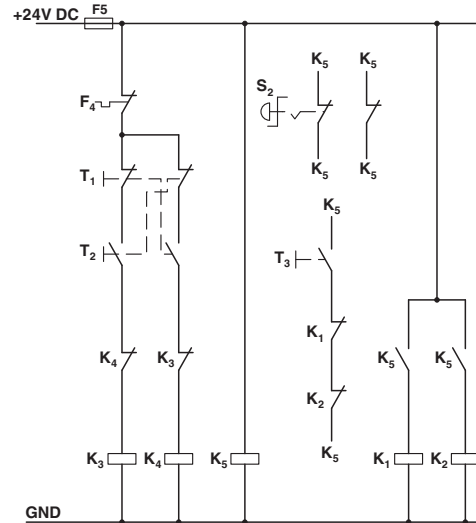 +24V DC F5
K5 K5
S2
F4
K5 K5
T1
K5
T2 T3
K1
K4 K3 K5 K5
K2
K3 K4 K5 K5 K1 K2
GND